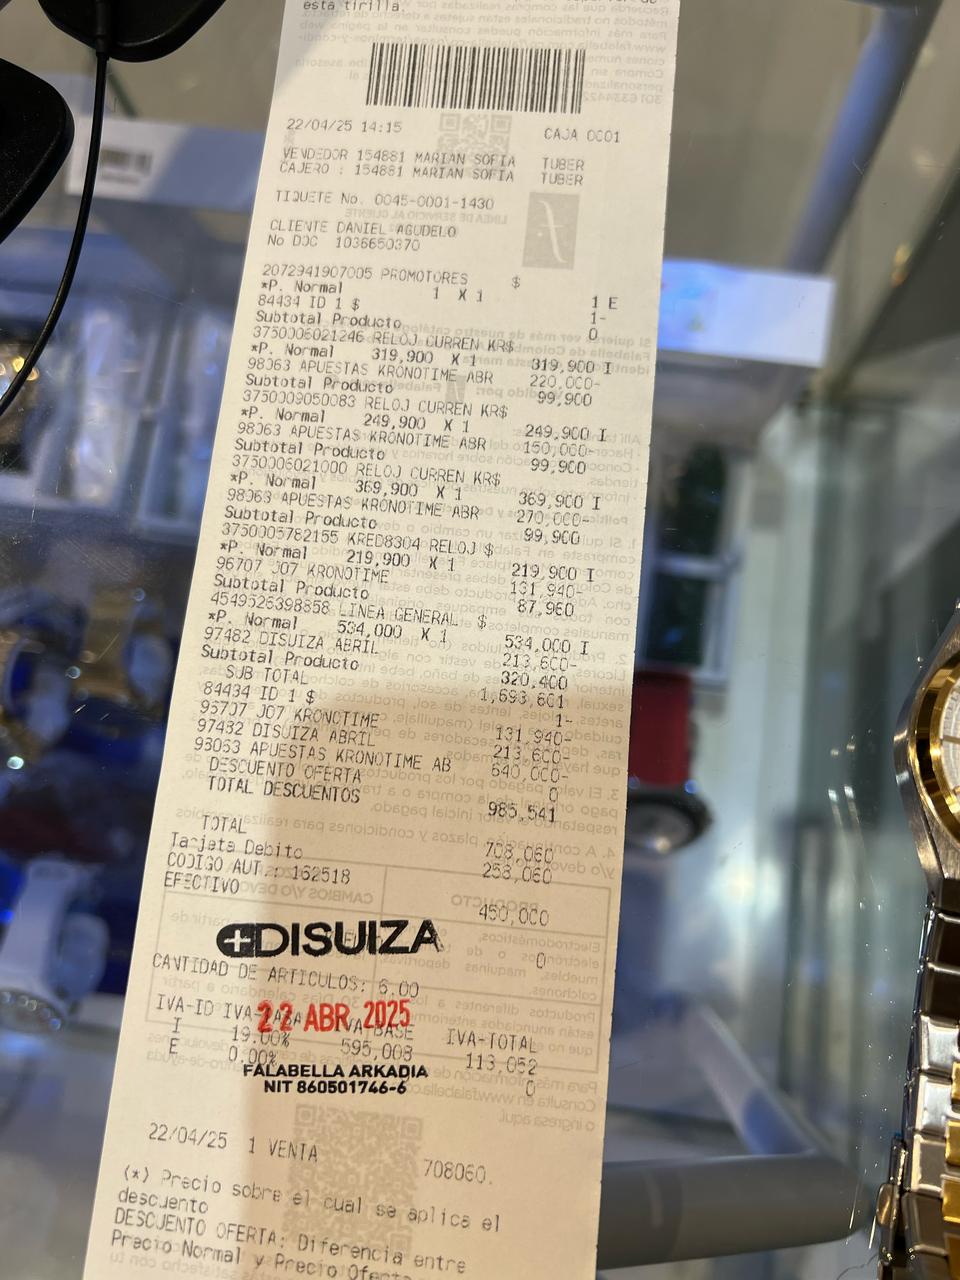 esta tirilla.
22/04/25 14:15 CAJA 0001
VENDEDOR 154881 MARIAN SOFIA TUBER
CAJERO : 154881 MARIAN SOFIA TUBER
TIQUETE No. 0045-0001-1430
CLIENTE DANIEL AGUDELO
No DOC 1036650370
2072941907005 PROMOTORES $
*P. Normal 1 X 1 1 E
84434 ID 1 $ 1-
Subtotal Producto 0
3750006021246 RELOJ CURREN KR$
*P. Normal 319,900 X 1 319,900 I
98063 APUESTAS KRONOTIME ABR 220,000-
Subtotal Producto 99,900
3750009050083 RELOJ CURREN KR$
*P. Normal 249,900 X 1 249,900 I
98063 APUESTAS KRONOTIME ABR 150,000-
Subtotal Producto 99,900
3750006021000 RELOJ CURREN KR$
*P. Normal 369,900 X 1 369,900 I
98063 APUESTAS KRONOTIME ABR 270,000-
Subtotal Producto 99,900
3750005782155 KRED8304 RELOJ $
*P. Normal 219,900 X 1 219,900 I
96707 J07 KRONOTIME 131,940-
Subtotal Producto 87,960
4549526398858 LINEA GENERAL $
*P. Normal 534,000 X 1 534,000 I
97482 DISUIZA ABRIL 213,600-
Subtotal Producto 320,400
SUB TOTAL 1,693,601
84434 ID 1 $ 1-
96707 J07 KRONOTIME 131,940-
97482 DISUIZA ABRIL 213,600-
98063 APUESTAS KRONOTIME AB 640,000-
DESCUENTO OFERTA 0
TOTAL DESCUENTOS 985,541
TOTAL 708,060
Tarjeta Debito 258,060
CODIGO AUT.: 162518
EFECTIVO 450,000
DISUIZA
0
CANTIDAD DE ARTICULOS: 6.00
22 ABR 2025
IVA-ID IVA-TASA IVA-BASE IVA-TOTAL
I 19.00% 595,008 113,052
E 0.00% 0
FALABELLA ARKADIA
NIT 860501746-6
22/04/25 1 VENTA 708060.
(*) Precio sobre el cual se aplica el
descuento
DESCUENTO OFERTA: Diferencia entre
Precio Normal y Precio Oferta